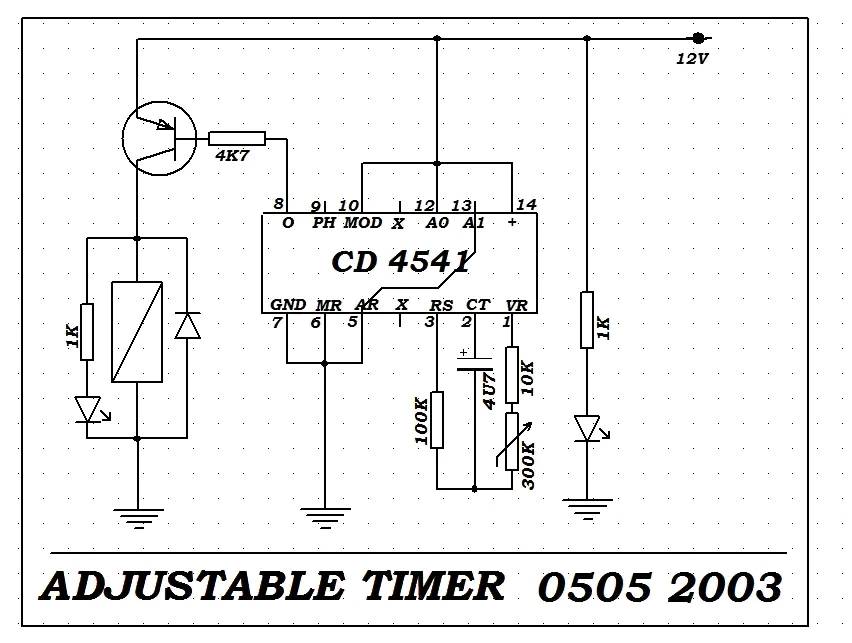 12V
4K7
8 9 10 12 13 14
O PH MOD X A0 A1 +
CD 4541
GND MR AR X RS CT VR
7 6 5 3 2 1
1K
+
4U7
10K
100K
300K
1K
ADJUSTABLE TIMER 0505 2003